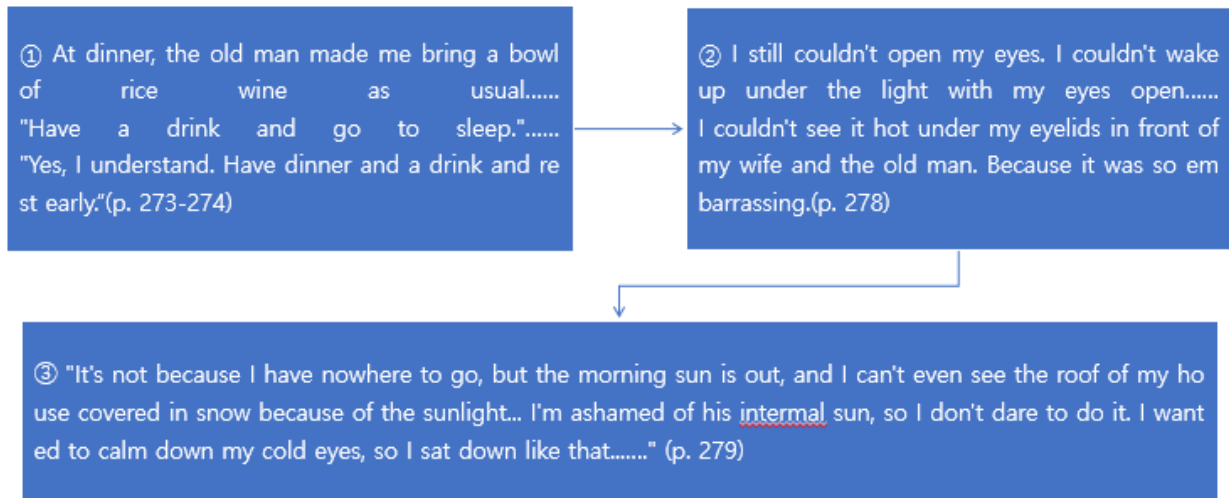 ① At dinner, the old man made me bring a bowl
of rice wine as usual......
"Have a drink and go to sleep."......
"Yes, I understand. Have dinner and a drink and re
st early."(p. 273-274)
② I still couldn't open my eyes. I couldn't wake
up under the light with my eyes open......
I couldn't see it hot under my eyelids in front of
my wife and the old man. Because it was so em
barrassing.(p. 278)
③ "It's not because I have nowhere to go, but the morning sun is out, and I can't even see the roof of my ho
use covered in snow because of the sunlight... I'm ashamed of his intermal sun, so I don't dare to do it. I want
ed to calm down my cold eyes, so I sat down like that......." (p. 279)